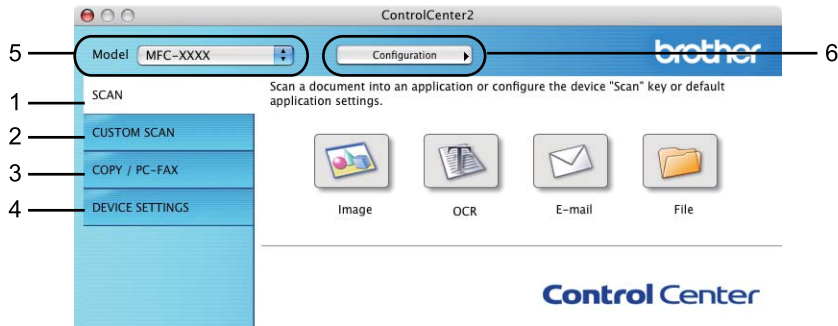 ControlCenter2
5
Model MFC-XXXX
Configuration
brother
6
1
SCAN
Scan a document into an application or configure the device "Scan" key or default
application settings.
2
CUSTOM SCAN
3
COPY / PC-FAX
4
DEVICE SETTINGS
Image
OCR
E-mail
File
Control Center